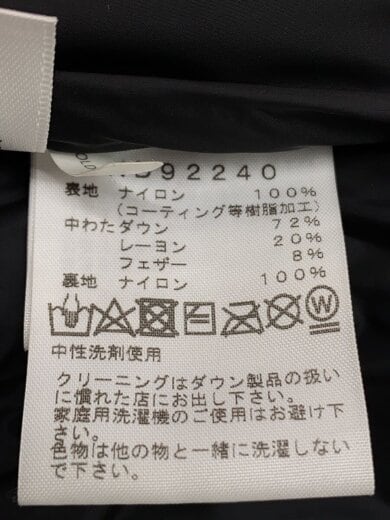 OLD
92240
表地 ナイロン 100%
(コーティング等樹脂加工)
中わた ダウン 72%
レーヨン 20%
フェザー 8%
裏地 ナイロン 100%
W
中性洗剤使用
クリーニングはダウン製品の扱い
に慣れた店にお出し下さい。
家庭用洗濯機のご使用はお避け下
さい。
色物は他の物と一緒に洗濯しない
で下さい。